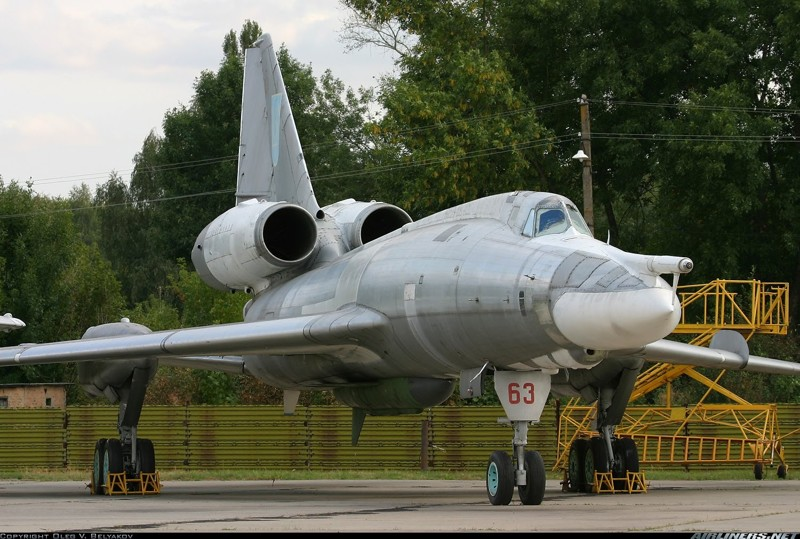 63
Copyright Oleg V. Belyakov
AIRLINERS.NET